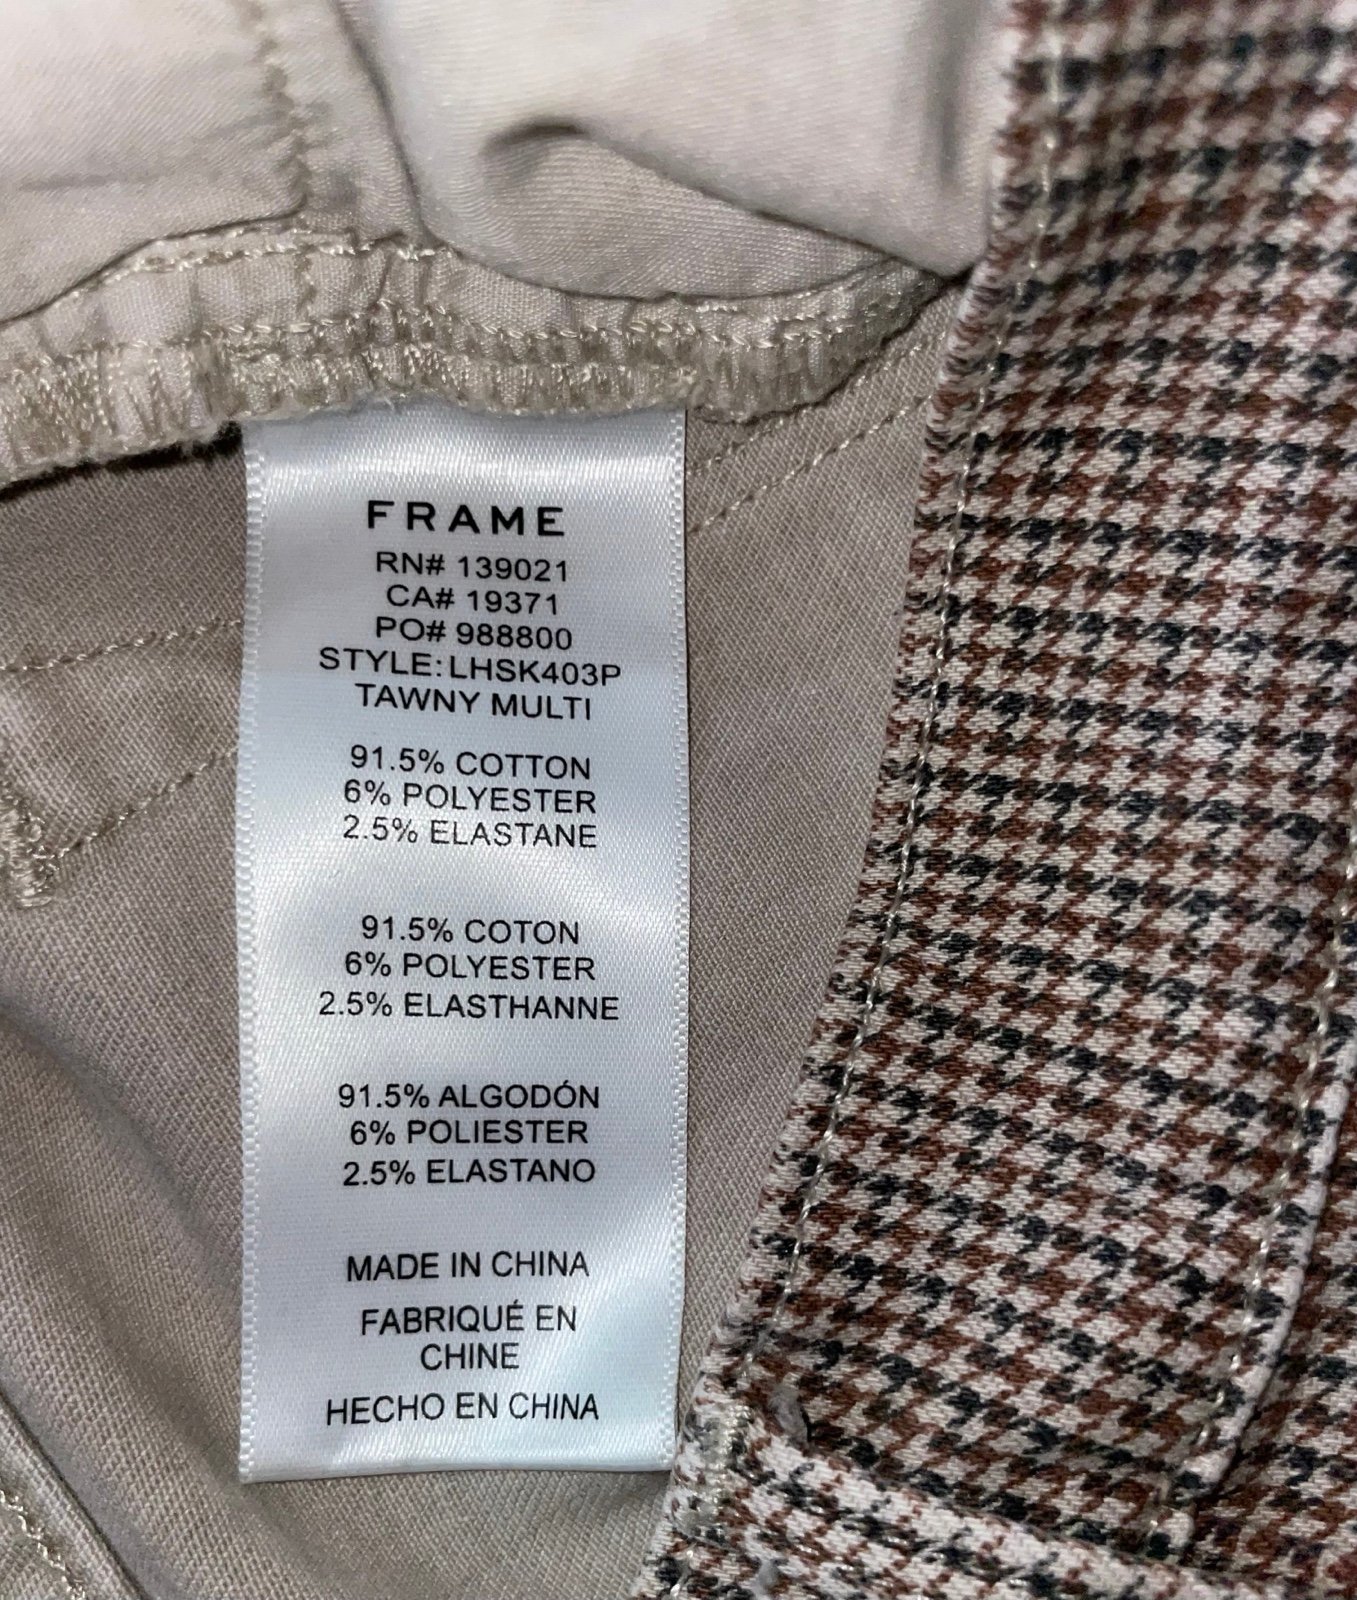 FRAME
RN# 139021
CA# 19371
PO# 988800
STYLE:LHSK403P
TAWNY MULTI
91.5% COTTON
6% POLYESTER
2.5% ELASTANE
91.5% COTON
6% POLYESTER
2.5% ELASTHANNE
91.5% ALGODÓN
6% POLIESTER
2.5% ELASTANO
MADE IN CHINA
FABRIQUÉ EN
CHINE
HECHO EN CHINA